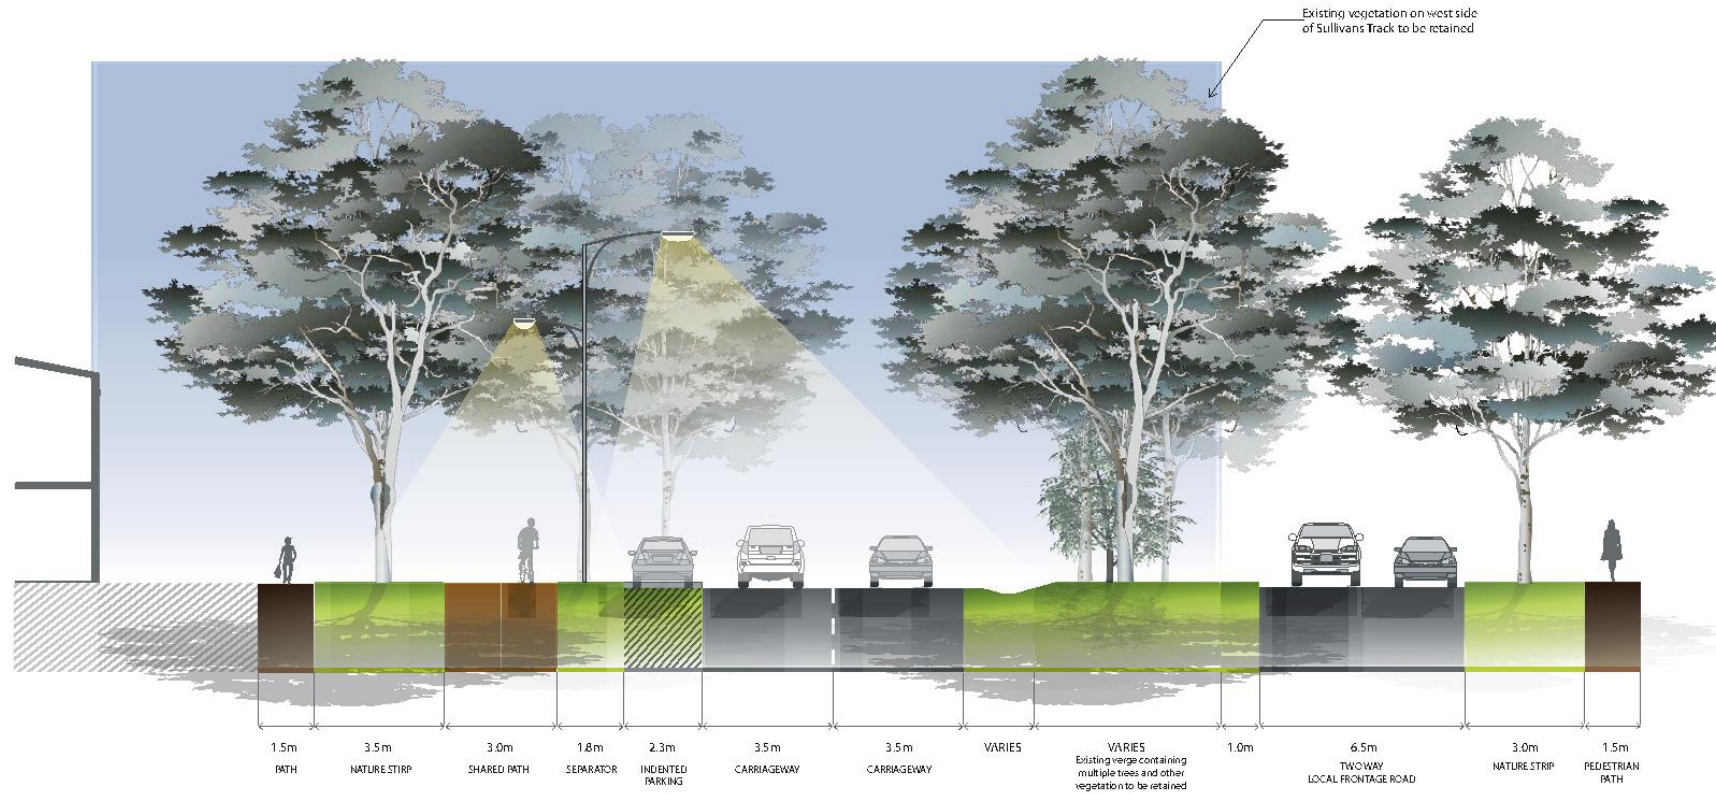 Existing vegetation on west side
of Sullivans Track to be retained
1.5m
PATH
3.5m
NATURE STIRP
3.0m
SHARED PATH
1.8m
SEPARATOR
2.3m
INDENTED
PARKING
3.5m
CARRIAGEWAY
3.5m
CARRIAGEWAY
VARIES
VARIES
Existing verge containing
multiple trees and other
vegetation to be retained
1.0m
6.5m
TWO WAY
LOCAL FRONTAGE ROAD
3.0m
NATURE STRIP
1.5m
PEDESTRIAN
PATH